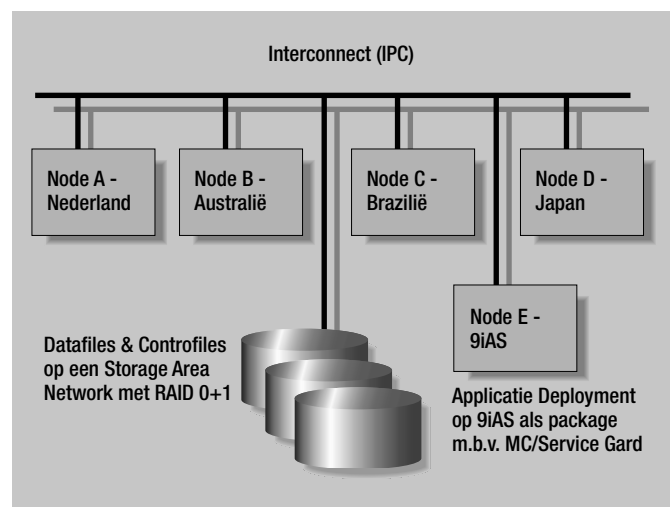 Interconnect (IPC)
Node A -
Nederland
Node B -
Australië
Node C -
Brazilië
Node D -
Japan
Node E -
9iAS
Datafiles & Controfiles
op een Storage Area
Network met RAID 0+1
Applicatie Deployment
op 9iAS als package
m.b.v. MC/Service Gard